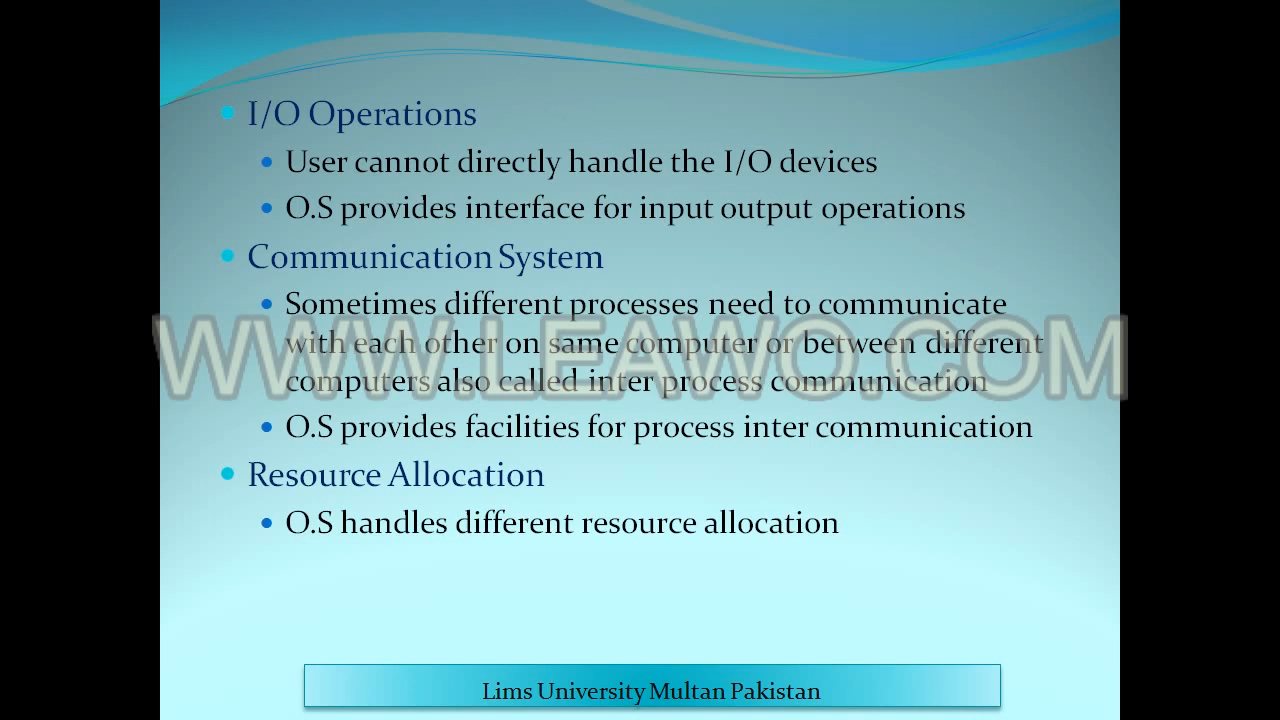 • I/O Operations
• User cannot directly handle the I/O devices
• O.S provides interface for input output operations
• Communication System
• Sometimes different processes need to communicate
with each other on same computer or between different
computers also called inter process communication
WWW.LEAWO.COM
• O.S provides facilities for process inter communication
• Resource Allocation
• O.S handles different resource allocation
Lims University Multan Pakistan